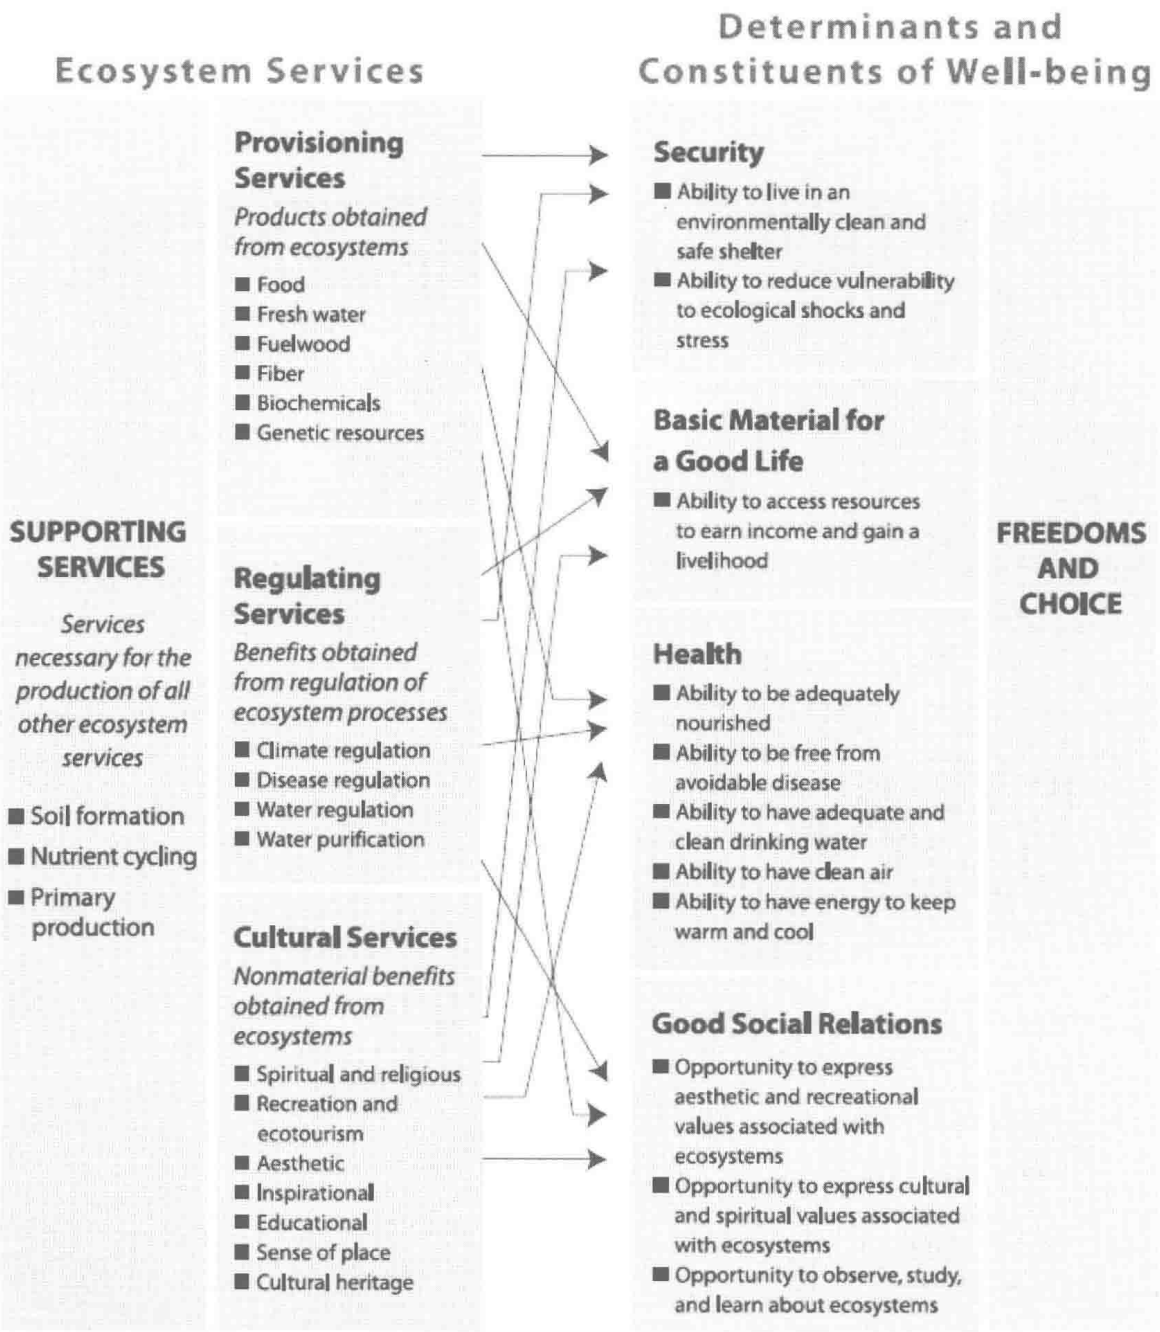 Ecosystem Services
Determinants and
Constituents of Well-being
SUPPORTING
SERVICES
Services
necessary for the
production of all
other ecosystem
services
■ Soil formation
■ Nutrient cycling
■ Primary
production
Provisioning
Services
Products obtained
from ecosystems
■ Food
■ Fresh water
■ Fuelwood
■ Fiber
■ Biochemicals
■ Genetic resources
Regulating
Services
Benefits obtained
from regulation of
ecosystem processes
■ Climate regulation
■ Disease regulation
■ Water regulation
■ Water purification
Cultural Services
Nonmaterial benefits
obtained from
ecosystems
■ Spiritual and religious
■ Recreation and
ecotourism
■ Aesthetic
■ Inspirational
■ Educational
■ Sense of place
■ Cultural heritage
Security
■ Ability to live in an
environmentally clean and
safe shelter
■ Ability to reduce vulnerability
to ecological shocks and
stress
Basic Material for
a Good Life
■ Ability to access resources
to earn income and gain a
livelihood
Health
■ Ability to be adequately
nourished
■ Ability to be free from
avoidable disease
■ Ability to have adequate and
clean drinking water
■ Ability to have clean air
■ Ability to have energy to keep
warm and cool
Good Social Relations
■ Opportunity to express
aesthetic and recreational
values associated with
ecosystems
■ Opportunity to express cultural
and spiritual values associated
with ecosystems
■ Opportunity to observe, study,
and learn about ecosystems
FREEDOMS
AND
CHOICE